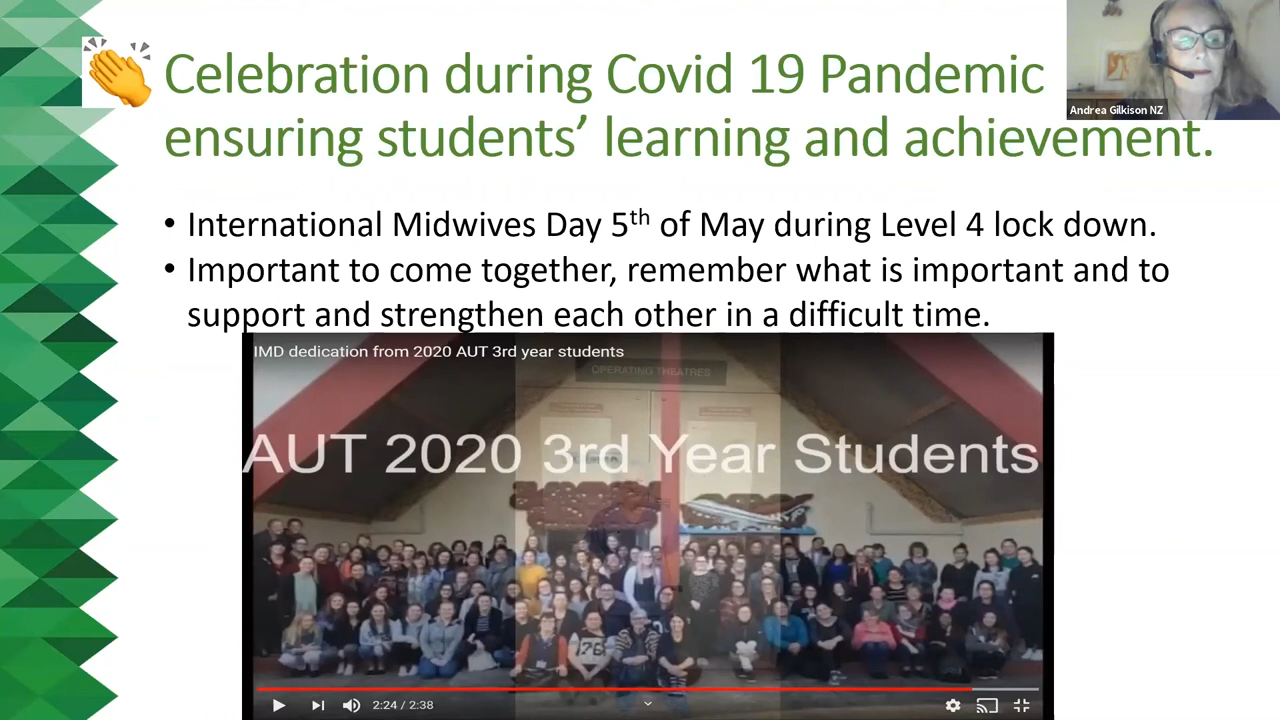 Celebration during Covid 19 Pandemic
ensuring students’ learning and achievement.
Andrea Gilkison NZ
• International Midwives Day 5th of May during Level 4 lock down.
• Important to come together, remember what is important and to
support and strengthen each other in a difficult time.
IMD dedication from 2020 AUT 3rd year students
OPERATING THEATRES
AUT 2020 3rd Year Students
2:24 / 2:38